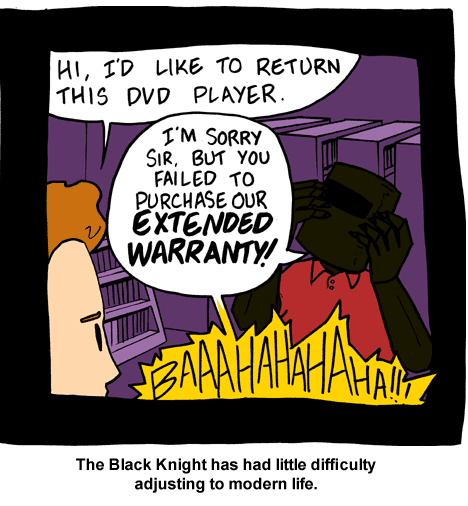 HI, I'D LIKE TO RETURN
THIS DVD PLAYER.
I'M SORRY
SIR, BUT YOU
FAILED TO
PURCHASE OUR
EXTENDED
WARRANTY!
BAAAHAHAHAHA!!!
The Black Knight has had little difficulty
adjusting to modern life.